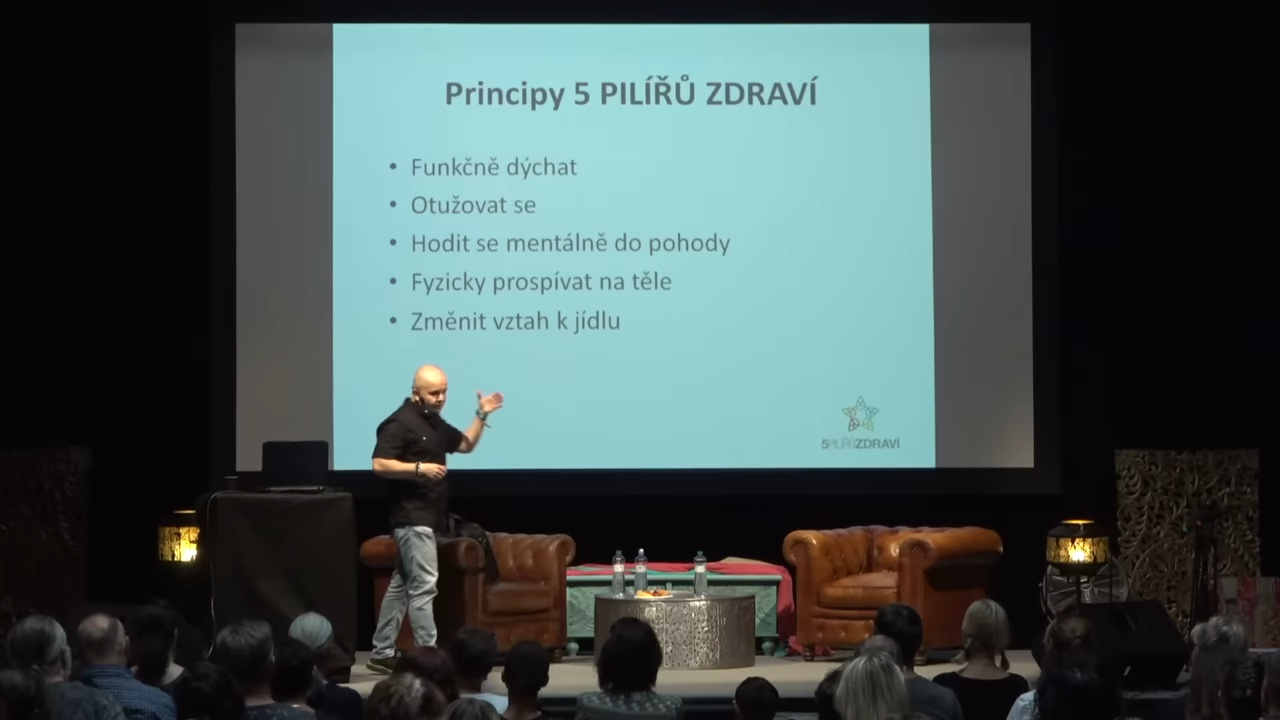 Principy 5 PILÍŘŮ ZDRAVÍ
• Funkčně dýchat
• Otužovat se
• Hodit se mentálně do pohody
• Fyzicky prospívat na těle
• Změnit vztah k jídlu
5PILÍŘŮZDRAVÍ